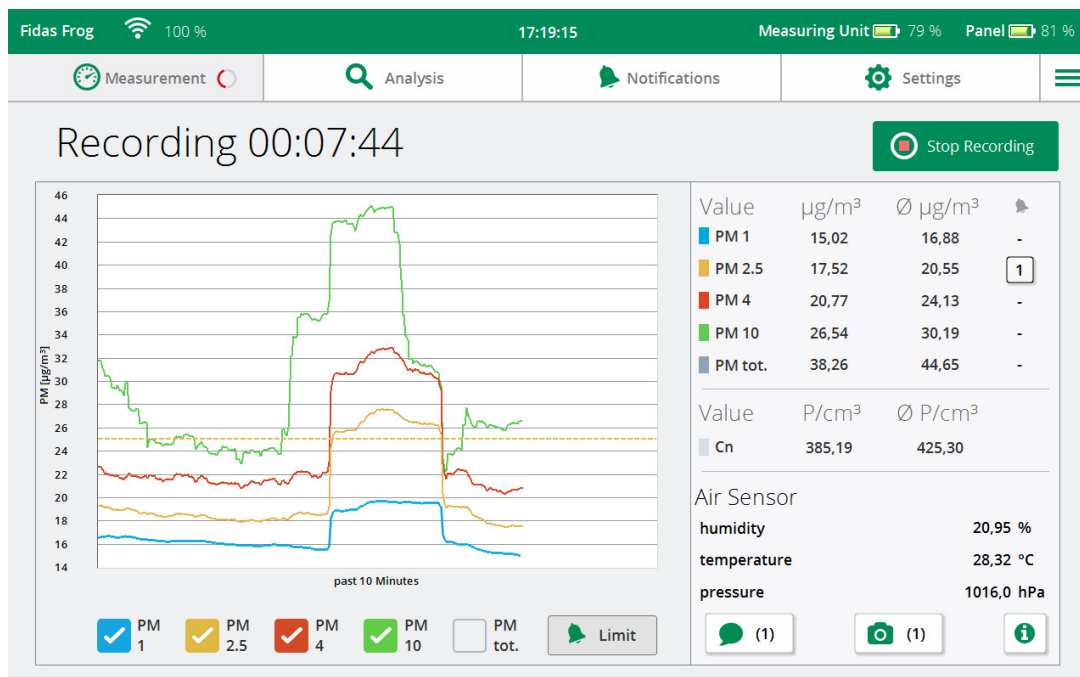 Fidas Frog 100 % 17:19:15 Measuring Unit 79 % Panel 81 %
Measurement Analysis Notifications Settings
Recording 00:07:44
Stop Recording
46
44
42
40
38
36
34
32
30
28
26
24
22
20
18
16
14
PM [µg/m³]
past 10 Minutes
PM 1
PM 2.5
PM 4
PM 10
PM tot.
Limit
Value µg/m³ Ø µg/m³
PM 1 15,02 16,88 -
PM 2.5 17,52 20,55 1
PM 4 20,77 24,13 -
PM 10 26,54 30,19 -
PM tot. 38,26 44,65 -
Value P/cm³ Ø P/cm³
Cn 385,19 425,30
Air Sensor
humidity 20,95 %
temperature 28,32 °C
pressure 1016,0 hPa
(1) (1)